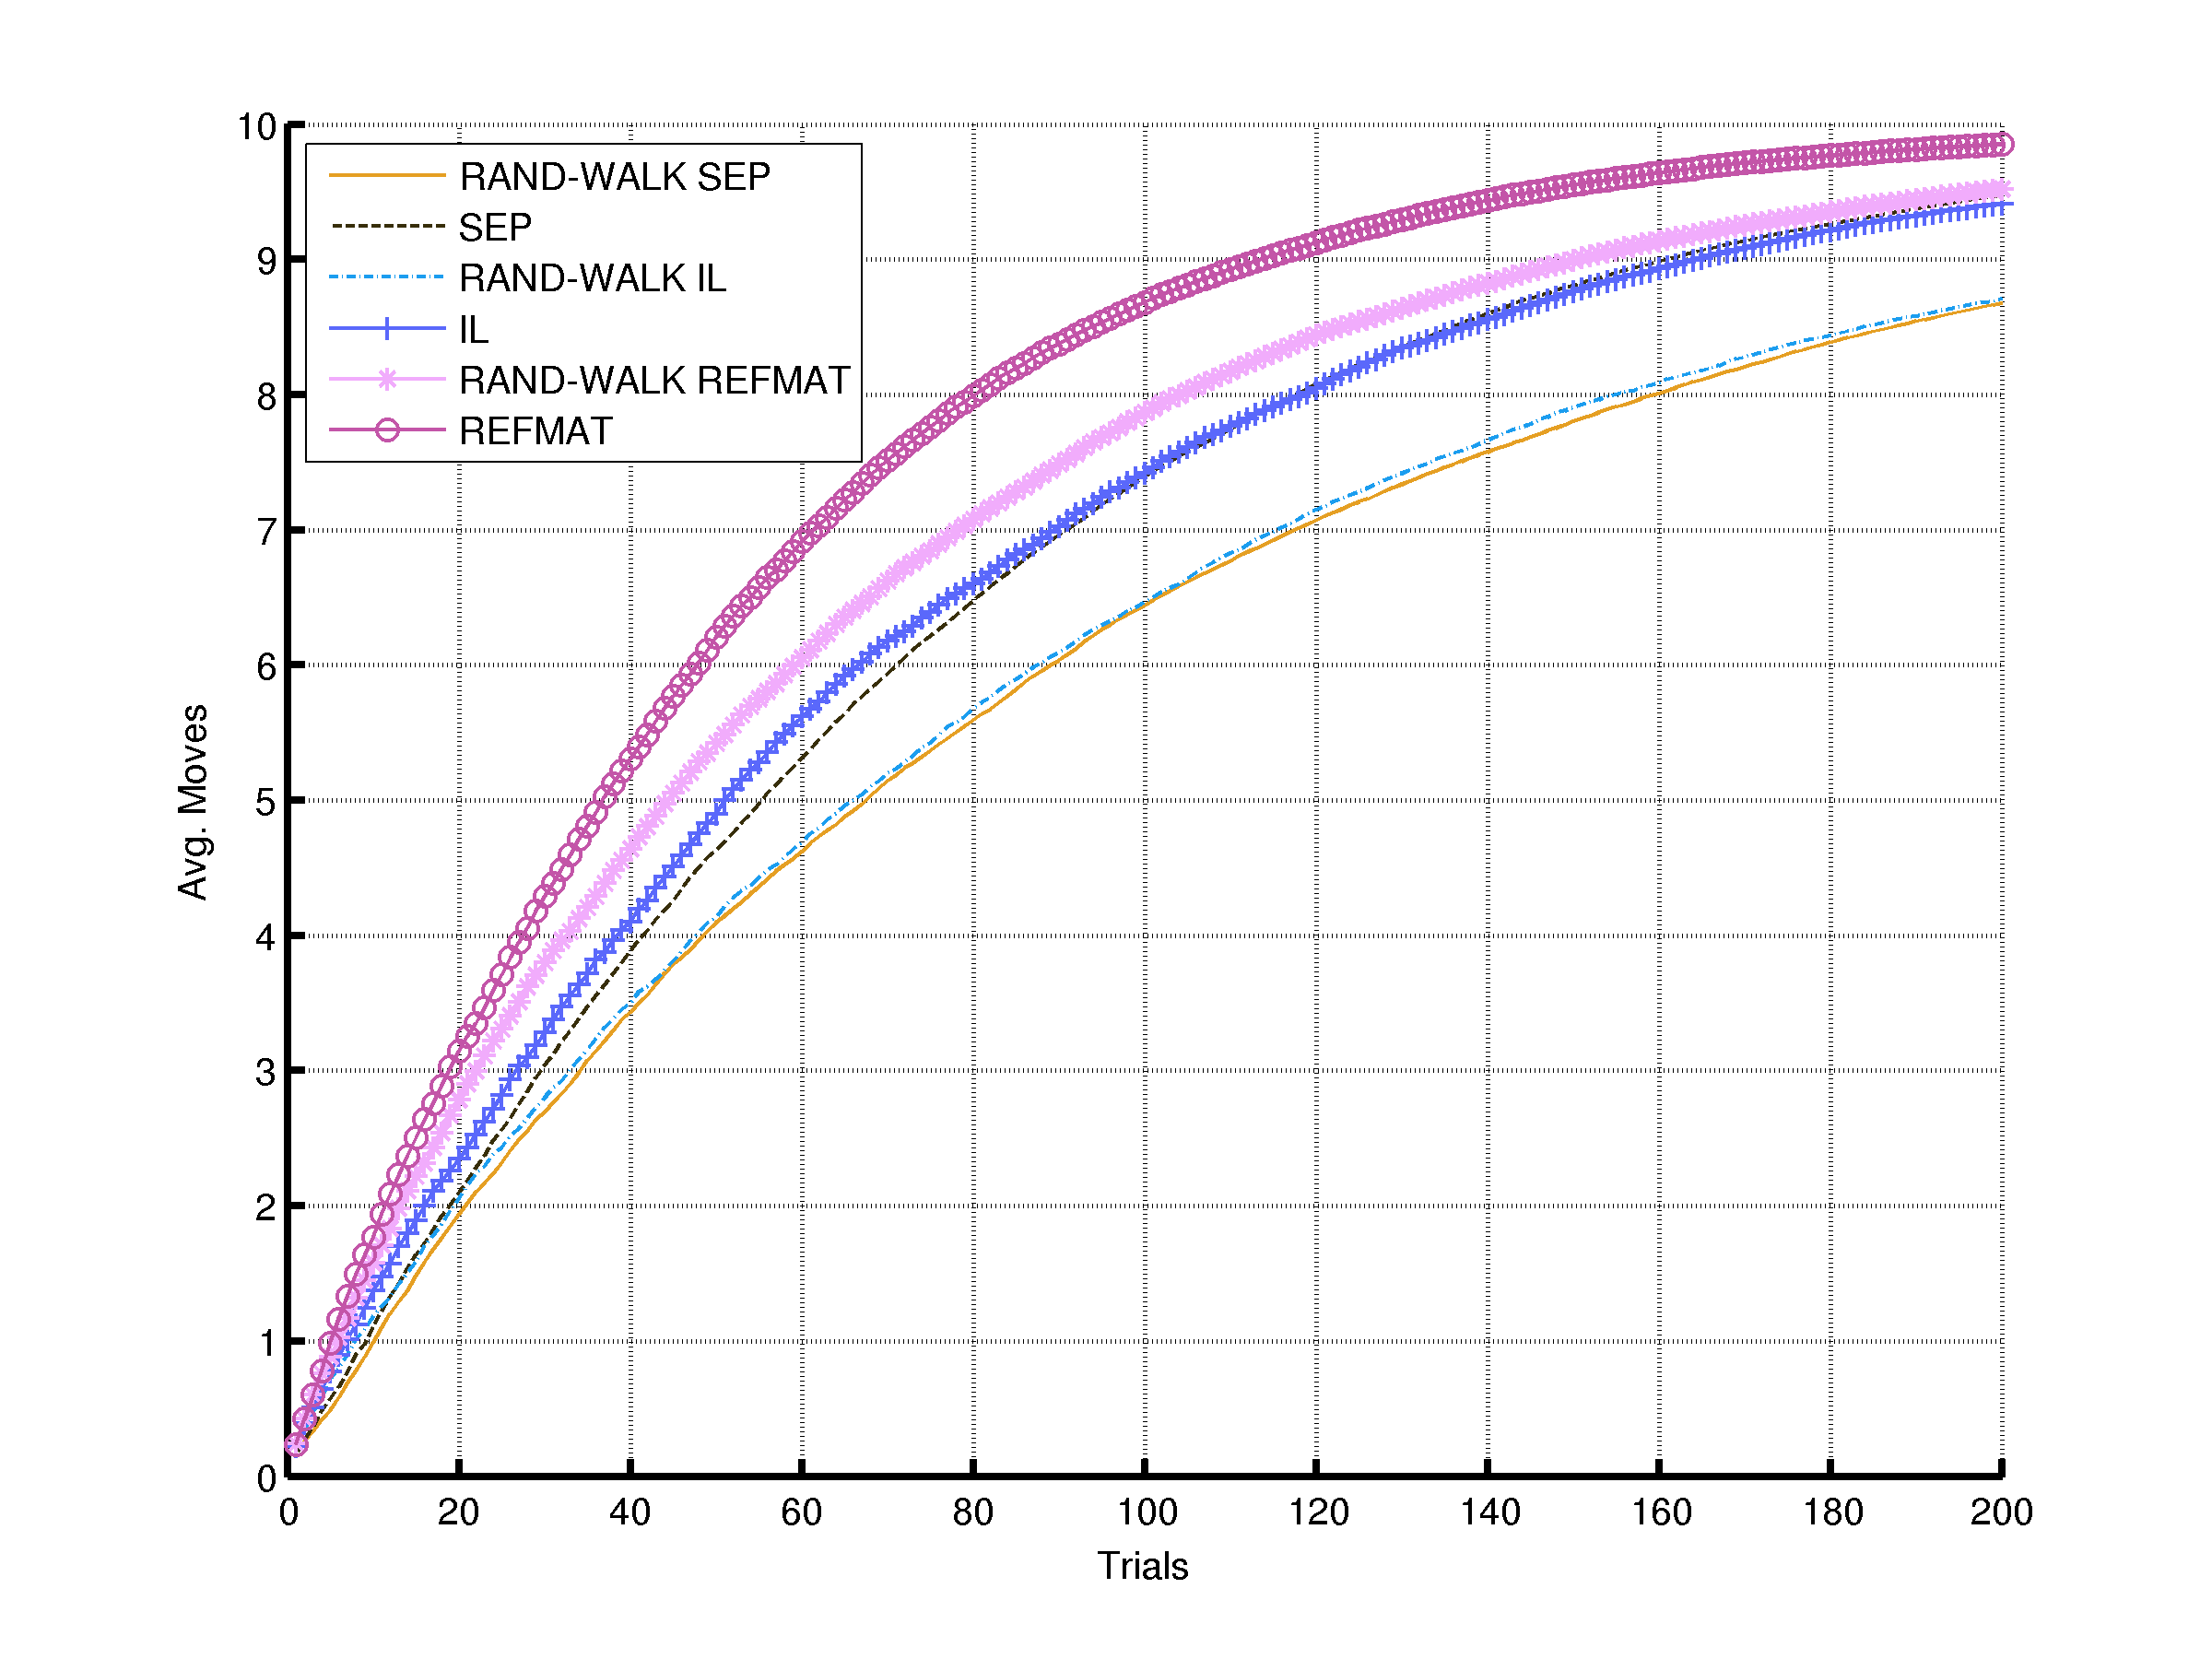 10
9
8
7
6
5
4
3
2
1
0
Avg. Moves
RAND-WALK SEP
SEP
RAND-WALK IL
IL
RAND-WALK REFMAT
REFMAT
0 20 40 60 80 100 120 140 160 180 200
Trials